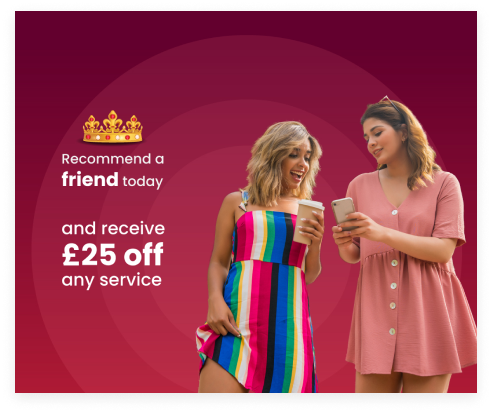 Recommend a
friend today
and receive
£25 off
any service